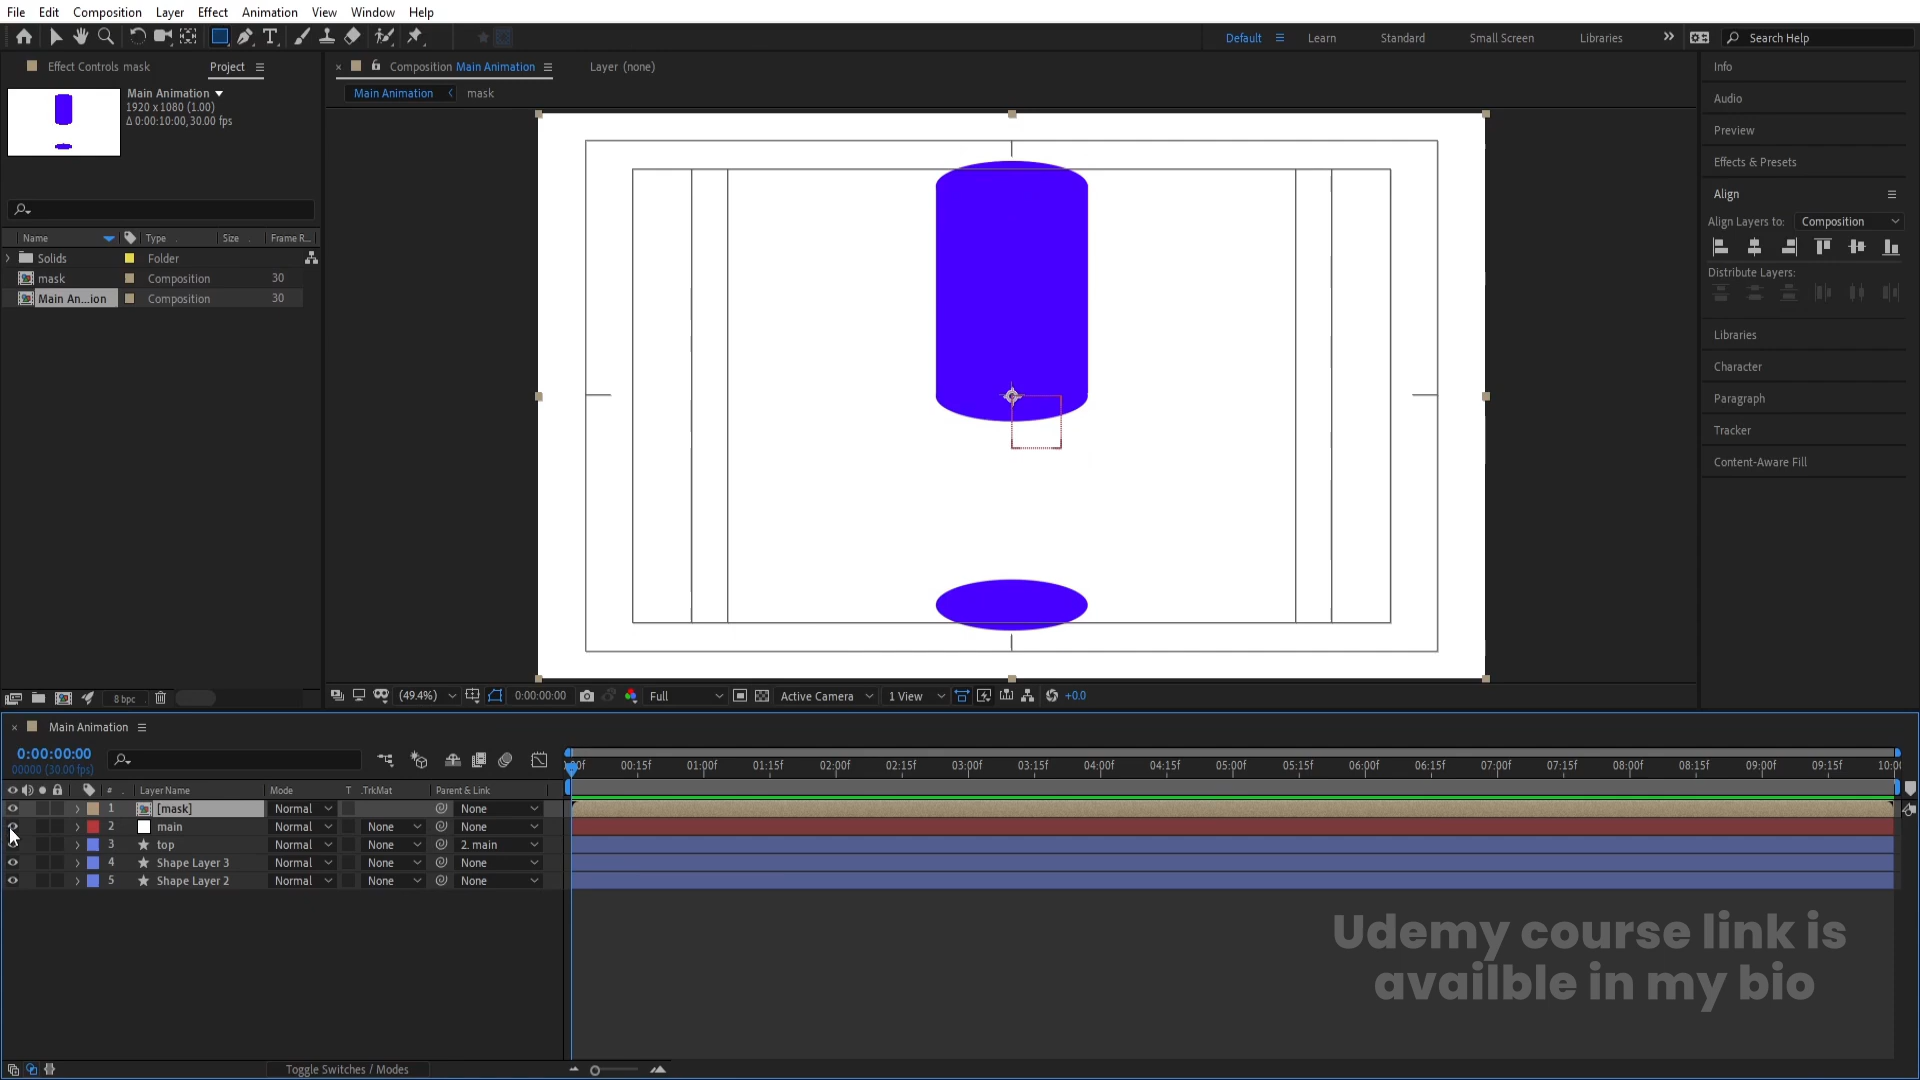 File Edit Composition Layer Effect Animation View Window Help
Default Learn Standard Small Screen Libraries Search Help
Effect Controls mask Project
Composition Main Animation Layer (none)
Main Animation
1920 x 1080 (1.00)
Δ 0:00:10:00, 30.00 fps
Main Animation mask
Name Type Size Frame R...
Solids Folder
mask Composition 30
Main An...ion Composition 30
8 bpc
(49.4%) 0:00:00:00 Full Active Camera 1 View +0.0
Info
Audio
Preview
Effects & Presets
Align
Align Layers to: Composition
Distribute Layers:
Libraries
Character
Paragraph
Tracker
Content-Aware Fill
Main Animation
0:00:00:00
00000 (30.00 fps)
:00f 00:15f 01:00f 01:15f 02:00f 02:15f 03:00f 03:15f 04:00f 04:15f 05:00f 05:15f 06:00f 06:15f 07:00f 07:15f 08:00f 08:15f 09:00f 09:15f 10:00
# Layer Name Mode T .TrkMat Parent & Link
1 [mask] Normal None
2 main Normal None None
3 top Normal None 2. main
4 Shape Layer 3 Normal None None
5 Shape Layer 2 Normal None None
Udemy course link is
availble in my bio
Toggle Switches / Modes